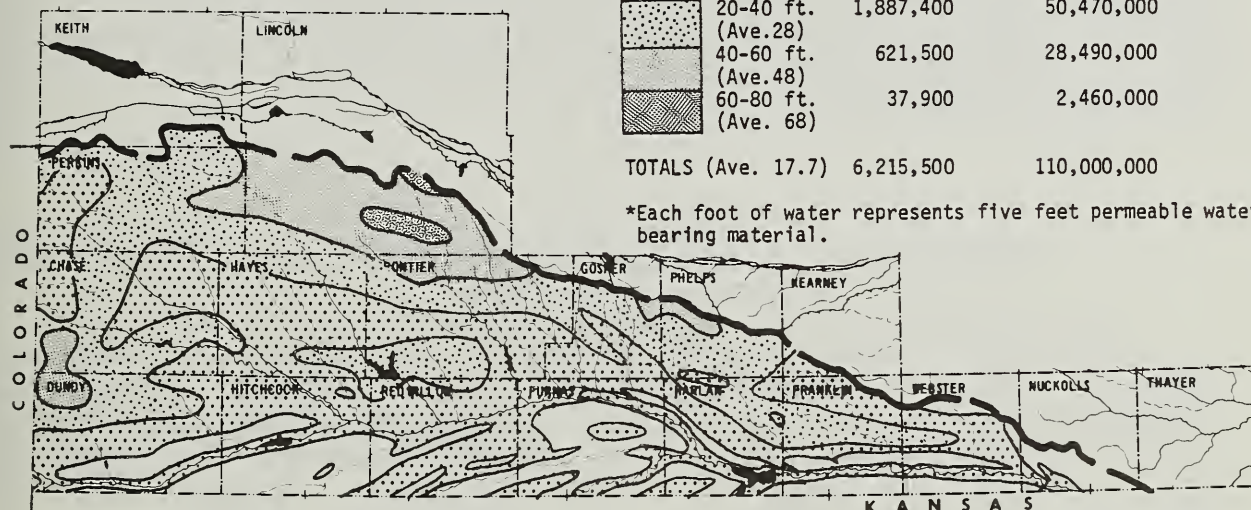 20-40 ft. 1,887,400 50,470,000
(Ave.28)
40-60 ft. 621,500 28,490,000
(Ave.48)
60-80 ft. 37,900 2,460,000
(Ave. 68)
TOTALS (Ave. 17.7) 6,215,500 110,000,000
*Each foot of water represents five feet permeable water
bearing material.
KEITH LINCOLN
PERKINS
CHASE HAYES FRONTIER GOSPER PHELPS KEARNEY
DUNDY HITCHCOCK RED WILLOW FURNAS HARLAN FRANKLIN WEBSTER NUCKOLLS THAYER
COLORADO
KANSAS